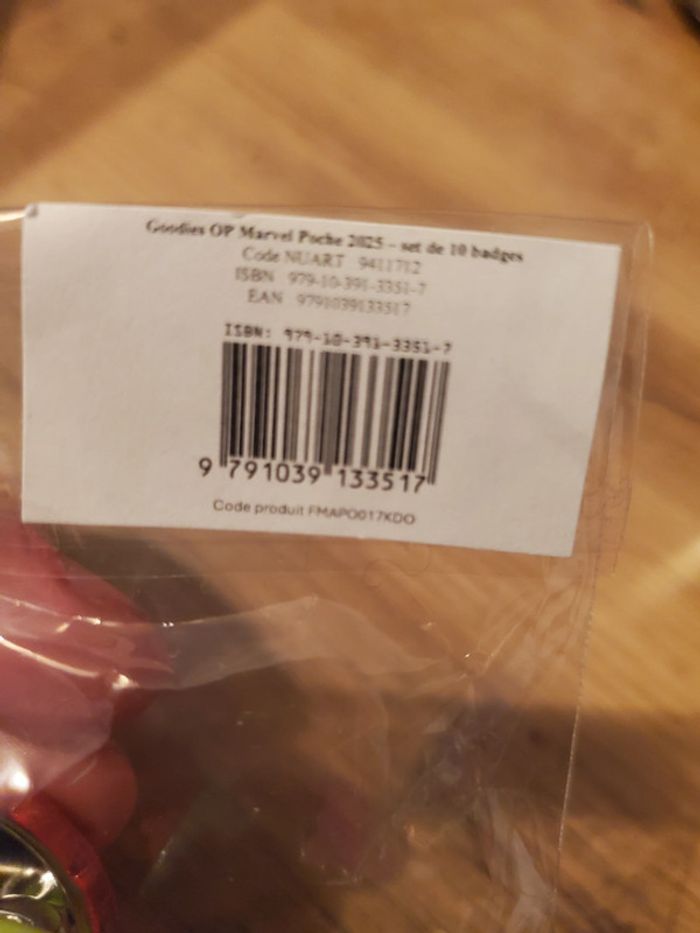 Goodies OP Marvel Poche 2025 – set de 10 badges
Code NUART 9411712
ISBN 979-10-391-3351-7
EAN 9791039133517
ISBN: 979-10-391-3351-7
9 791039 133517
Code produit FMAPO017KDO